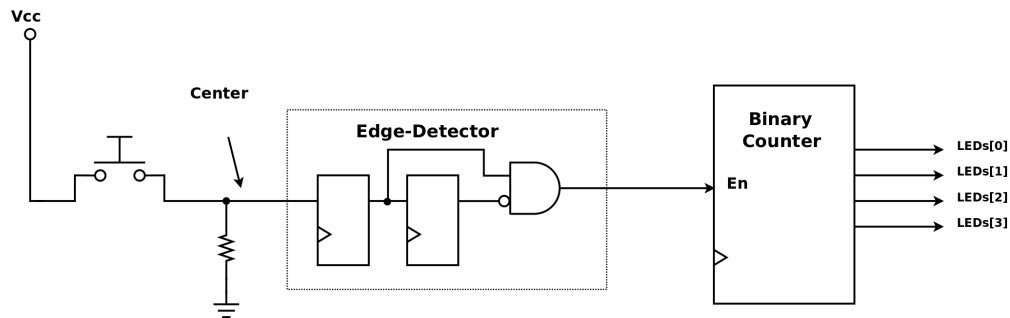 Vcc
Center
Edge-Detector
Binary
Counter
En
LEDs[0]
LEDs[1]
LEDs[2]
LEDs[3]